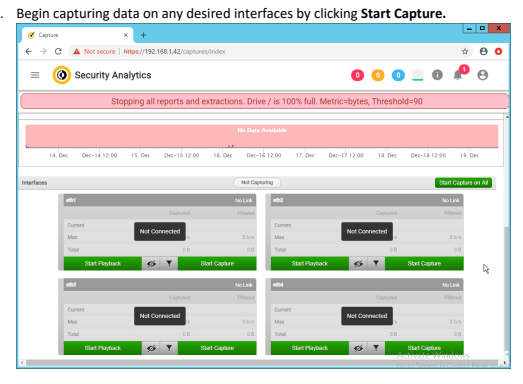 . Begin capturing data on any desired interfaces by clicking Start Capture.
Capture
Not secure | https://192.168.1.42/captures/index
Security Analytics
0 0 0 1
Stopping all reports and extractions. Drive / is 100% full. Metric=bytes, Threshold=90
No Data Available
14. Dec Dec-14 12:00 15. Dec Dec-15 12:00 16. Dec Dec-16 12:00 17. Dec Dec-17 12:00 18. Dec Dec-18 12:00 19. Dec
Interfaces Not Capturing Start Capture on All
eth1 No Link eth2 No Link
Captured Filtered Captured Filtered
Current Current
Not Connected Not Connected
Max 0 b/s Max 0 b/s
Total 0 B 0 B Total 0 B 0 B
Start Playback Start Capture Start Playback Start Capture
eth3 No Link eth4 No Link
Captured Filtered Captured Filtered
Current Current
Not Connected Not Connected
Max 0 b/s Max 0 b/s
Total 0 B 0 B Total 0 B 0 B
Activate Windows
Start Playback Start Capture Start Playback Start Capture